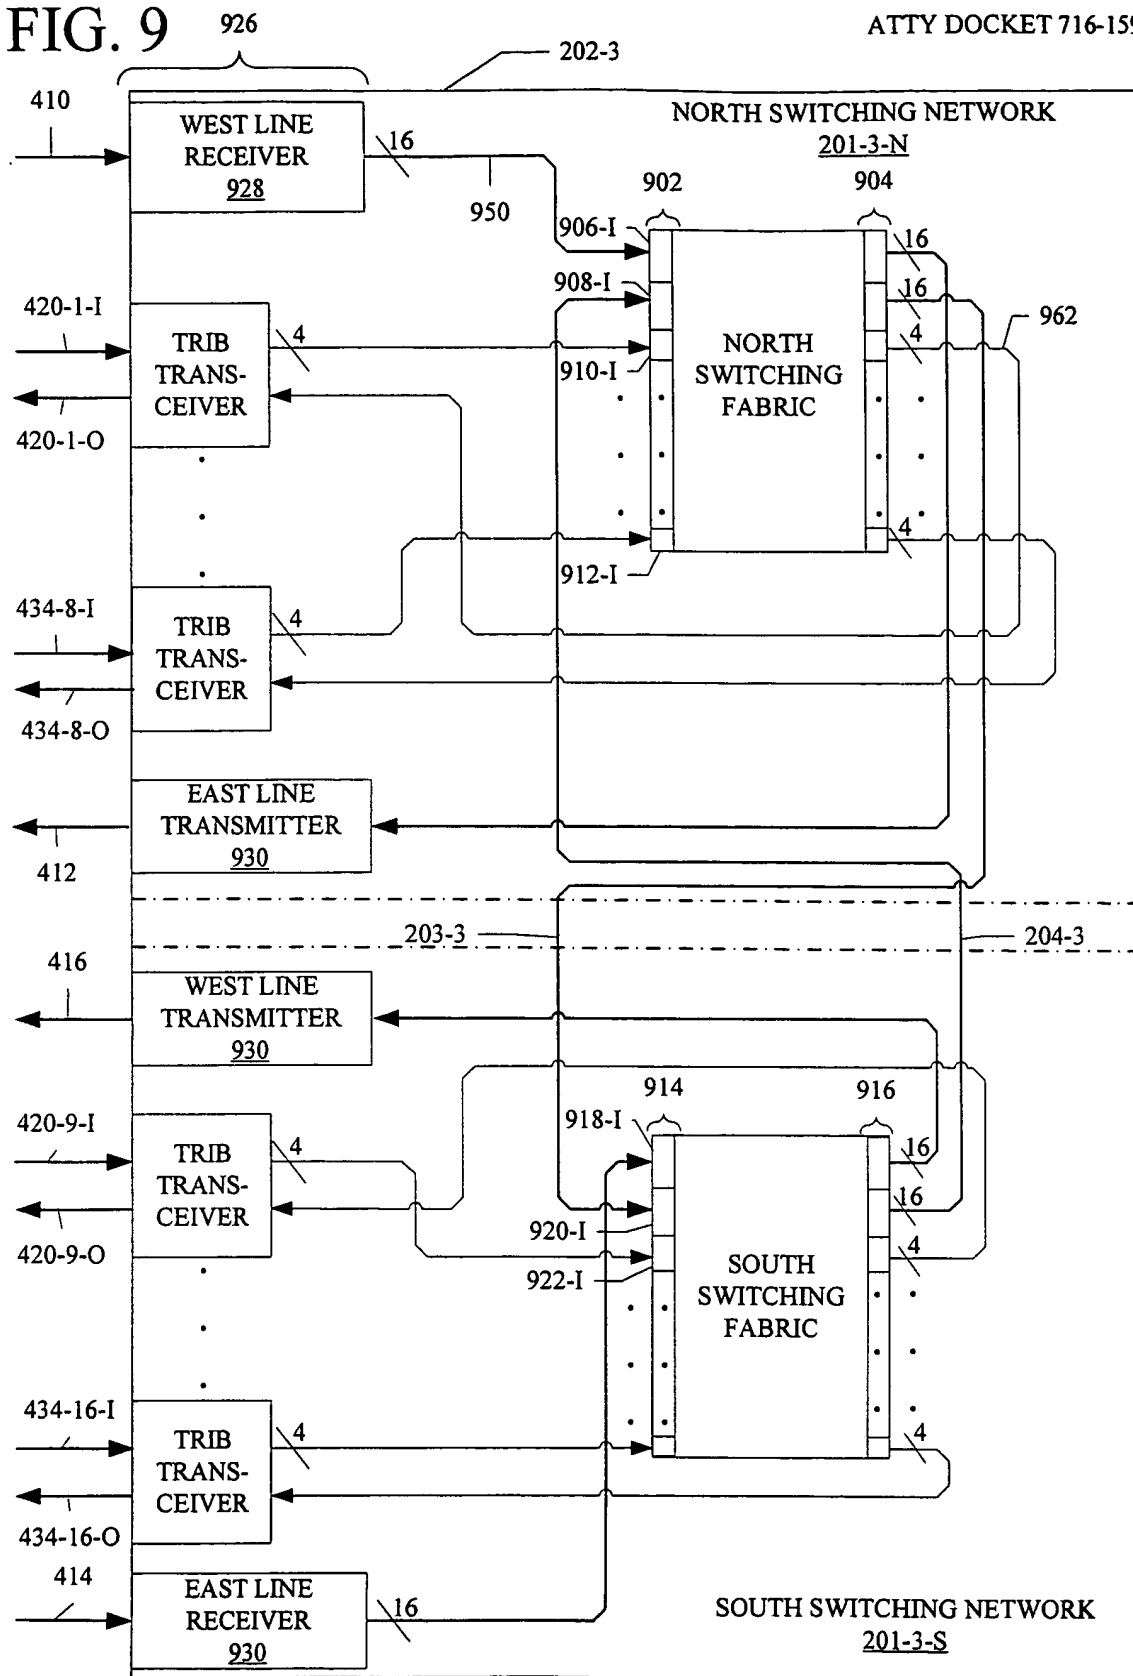 FIG. 9
926
ATTY DOCKET 716-159
202-3
410
WEST LINE
RECEIVER
928
16
950
NORTH SWITCHING NETWORK
201-3-N
902
904
906-I
16
908-I
16
420-1-I
TRIB
TRANS-
CEIVER
4
910-I
NORTH
SWITCHING
FABRIC
4
962
420-1-O
4
912-I
434-8-I
TRIB
TRANS-
CEIVER
4
434-8-O
EAST LINE
TRANSMITTER
930
412
203-3
204-3
416
WEST LINE
TRANSMITTER
930
914
916
420-9-I
TRIB
TRANS-
CEIVER
4
918-I
16
16
420-9-O
920-I
4
922-I
SOUTH
SWITCHING
FABRIC
434-16-I
TRIB
TRANS-
CEIVER
4
4
434-16-O
414
EAST LINE
RECEIVER
930
16
SOUTH SWITCHING NETWORK
201-3-S